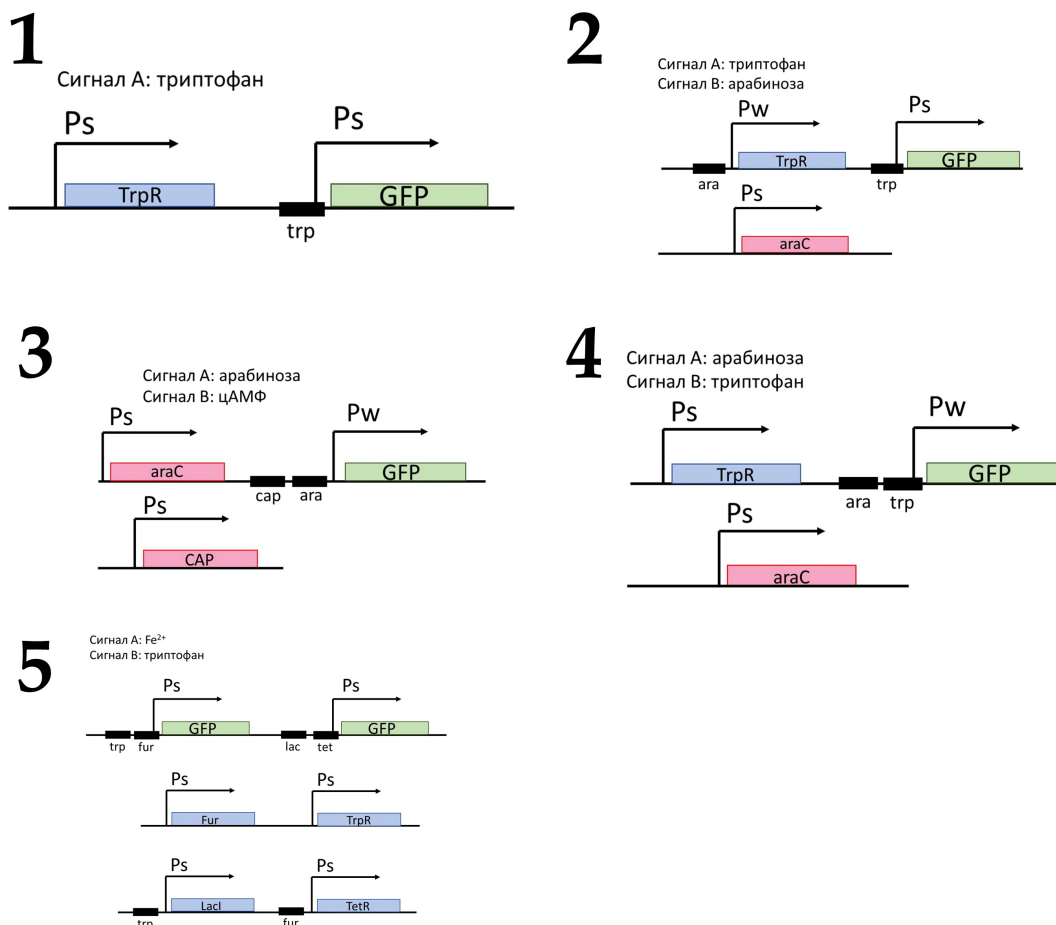 1
Сигнал А: триптофан
Ps
Ps
TrpR
GFP
trp
2
Сигнал А: триптофан
Сигнал В: арабиноза
Pw
Ps
TrpR
GFP
ara
trp
Ps
araC
3
Сигнал А: арабиноза
Сигнал В: цАМФ
Ps
Pw
araC
GFP
cap
ara
Ps
CAP
4
Сигнал А: арабиноза
Сигнал В: триптофан
Ps
Pw
TrpR
GFP
ara
trp
Ps
araC
5
Сигнал А: Fe²⁺
Сигнал В: триптофан
Ps
Ps
GFP
GFP
trp
fur
lac
tet
Ps
Ps
Fur
TrpR
Ps
Ps
LacI
TetR
trp
fur